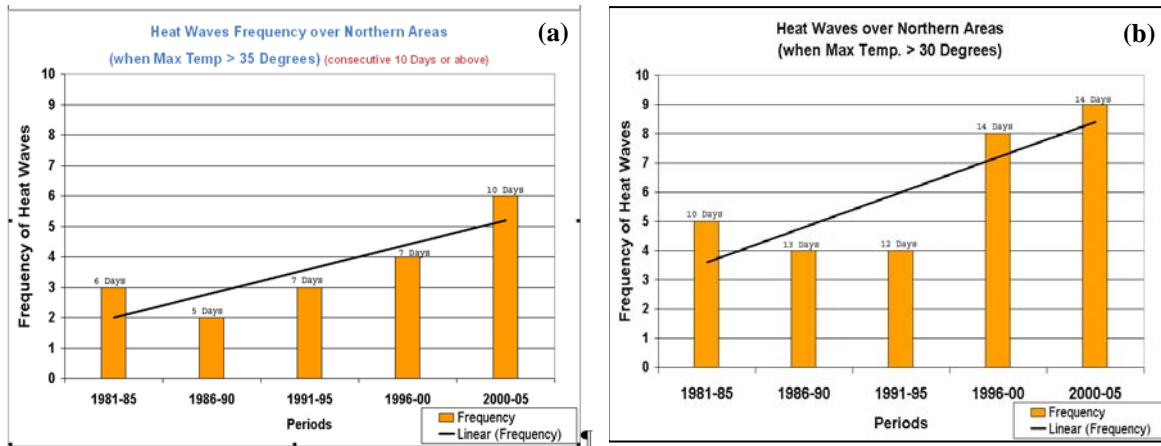 Heat Waves Frequency over Northern Areas
(a)
(when Max Temp > 35 Degrees) (consecutive 10 Days or above)
Frequency of Heat Waves
10
9
8
7
6
5
4
3
2
1
0
6 Days
5 Days
7 Days
7 Days
10 Days
1981-85
1986-90
1991-95
1996-00
2000-05
Periods
Frequency
Linear (Frequency)
¶
Heat Waves over Northern Areas
(b)
(when Max Temp. > 30 Degrees)
Frequency of Heat Waves
10
9
8
7
6
5
4
3
2
1
0
10 Days
13 Days
12 Days
14 Days
14 Days
1981-85
1986-90
1991-95
1996-00
2000-05
Periods
Frequency
Linear (Frequency)